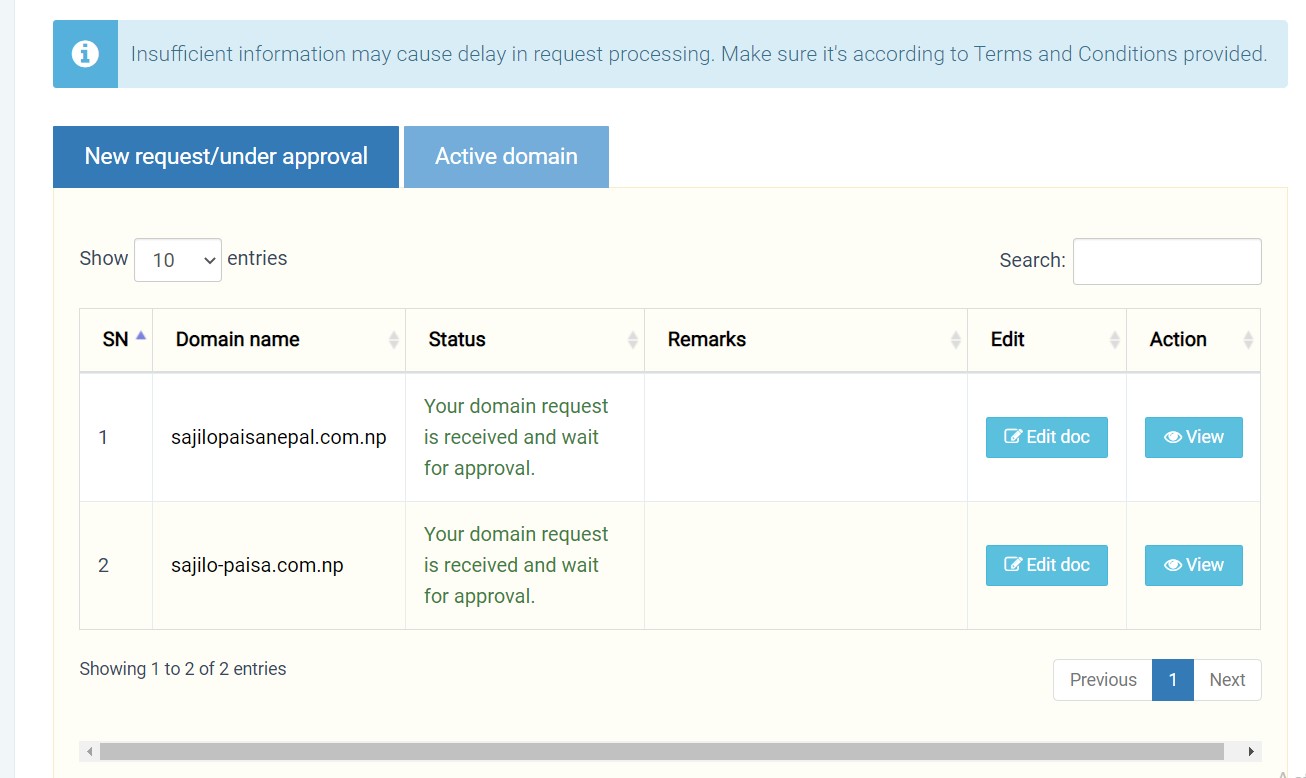 Insufficient information may cause delay in request processing. Make sure it's according to Terms and Conditions provided.
New request/under approval
Active domain
Show 10 entries
Search:
SN Domain name Status Remarks Edit Action
1 sajilopaisanepal.com.np Your domain request
is received and wait
for approval. Edit doc View
2 sajilo-paisa.com.np Your domain request
is received and wait
for approval. Edit doc View
Showing 1 to 2 of 2 entries
Previous 1 Next